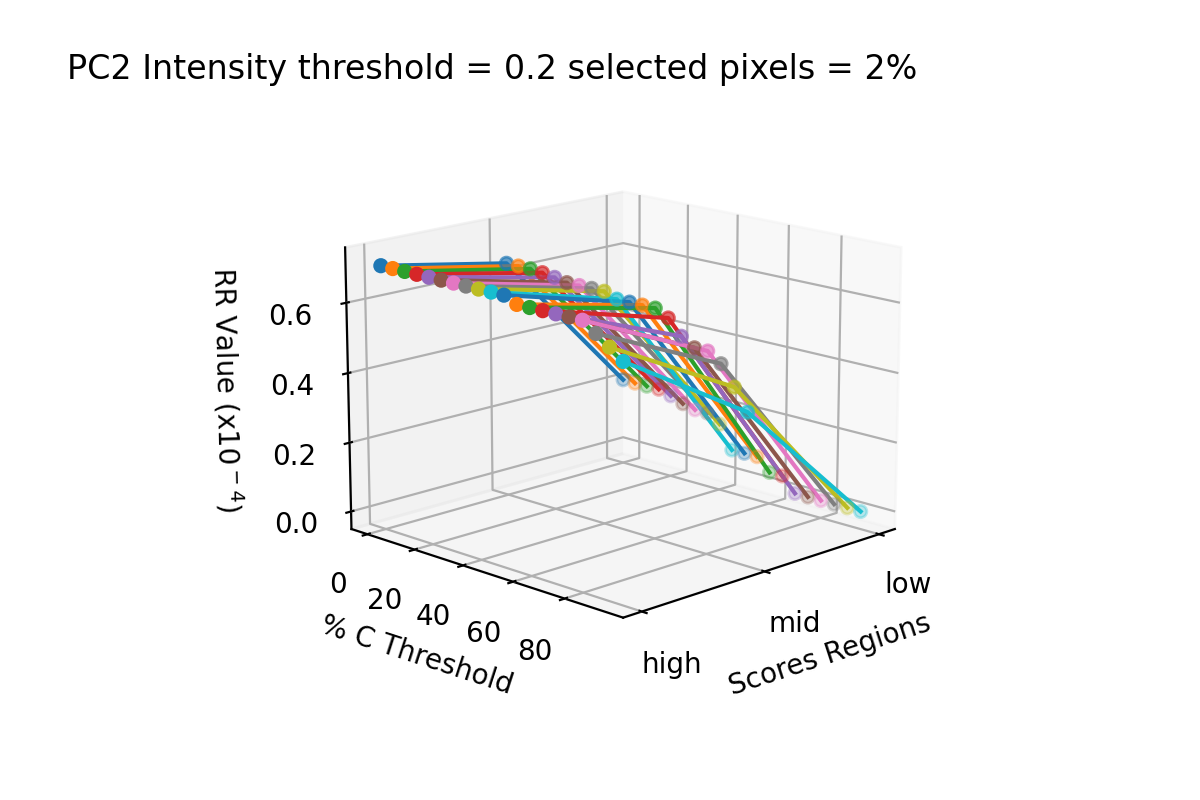 PC2 Intensity threshold = 0.2 selected pixels = 2%
RR Value (x10⁻⁴)
0.6
0.4
0.2
0.0
0
20
40
60
80
% C Threshold
high
mid
low
Scores Regions